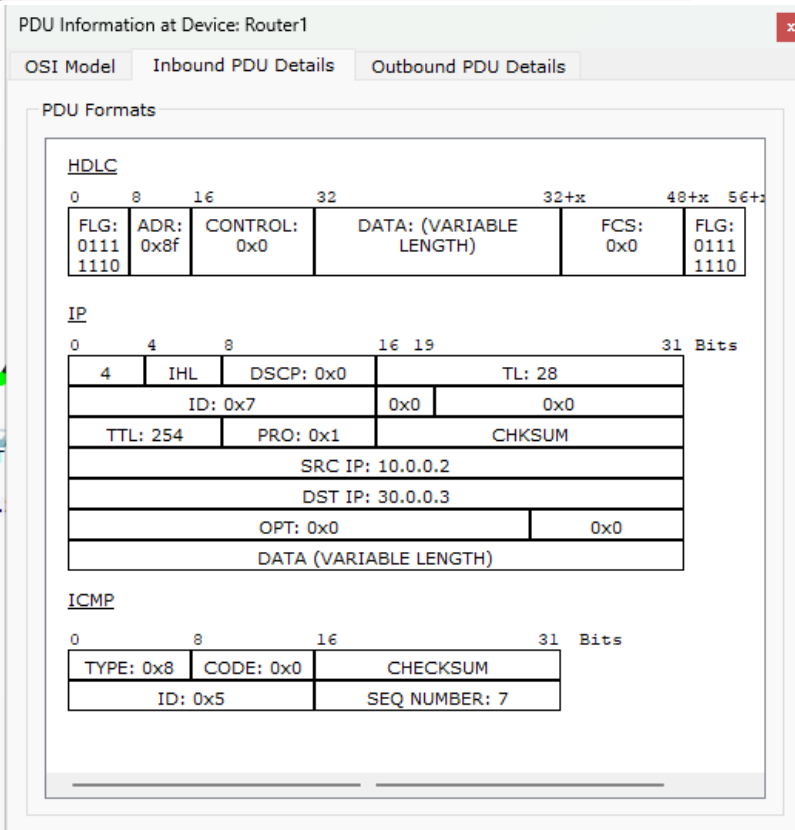 PDU Information at Device: Router1
x
OSI Model Inbound PDU Details Outbound PDU Details
PDU Formats
HDLC
0 8 16 32 32+x 48+x 56+
FLG: ADR: CONTROL: DATA: (VARIABLE FCS: FLG:
0111 0x8f 0x0 LENGTH) 0x0 0111
1110 1110
IP
0 4 8 16 19 31 Bits
4 IHL DSCP: 0x0 TL: 28
ID: 0x7 0x0 0x0
TTL: 254 PRO: 0x1 CHKSUM
SRC IP: 10.0.0.2
DST IP: 30.0.0.3
OPT: 0x0 0x0
DATA (VARIABLE LENGTH)
ICMP
0 8 16 31 Bits
TYPE: 0x8 CODE: 0x0 CHECKSUM
ID: 0x5 SEQ NUMBER: 7